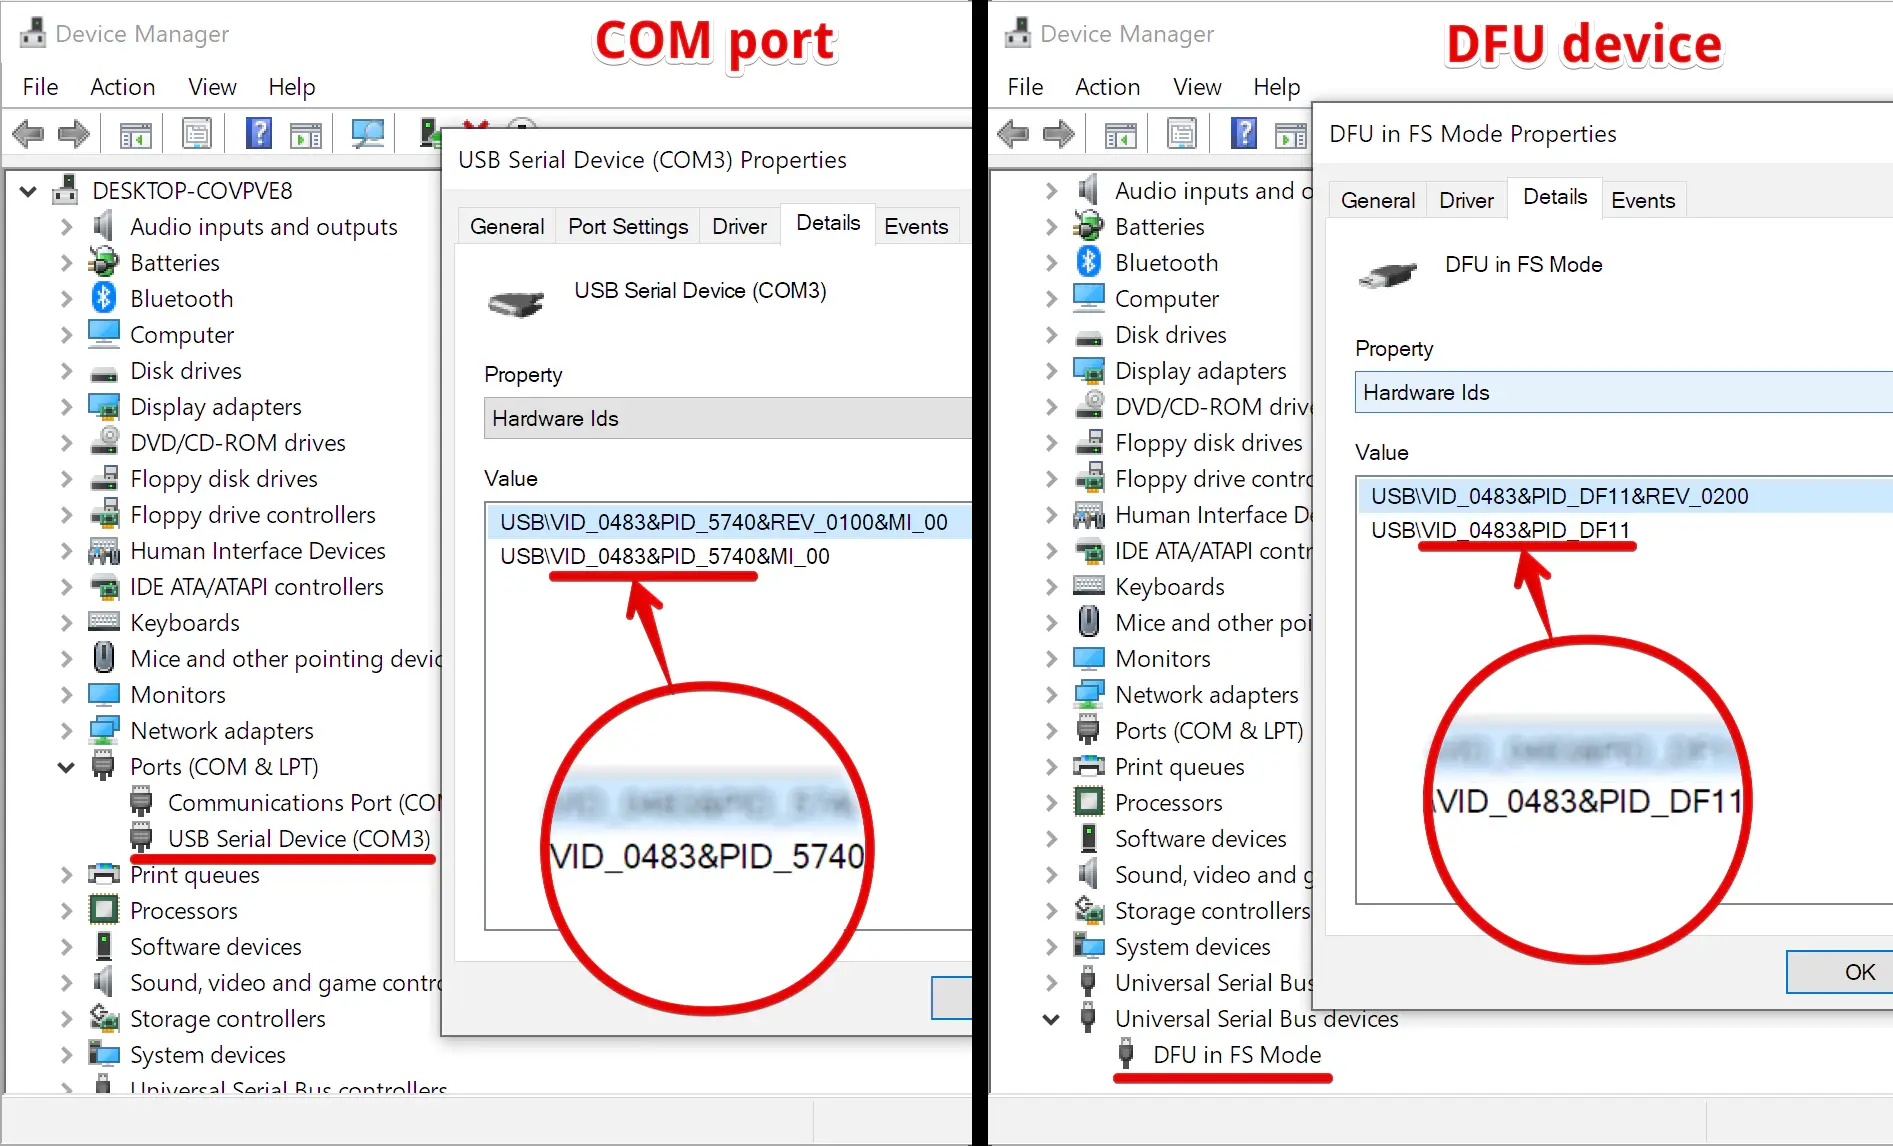 Device Manager
COM port
File Action View Help
DESKTOP-COVPVE8
Audio inputs and outputs
Batteries
Bluetooth
Computer
Disk drives
Display adapters
DVD/CD-ROM drives
Floppy disk drives
Floppy drive controllers
Human Interface Devices
IDE ATA/ATAPI controllers
Keyboards
Mice and other pointing devic
Monitors
Network adapters
Ports (COM & LPT)
Communications Port (COM
USB Serial Device (COM3)
Print queues
Processors
Software devices
Sound, video and game contro
Storage controllers
System devices
Universal Serial Bus controllers
USB Serial Device (COM3) Properties
General Port Settings Driver Details Events
USB Serial Device (COM3)
Property
Hardware Ids
Value
USB\VID_0483&PID_5740&REV_0100&MI_00
USB\VID_0483&PID_5740&MI_00
VID_0483&PID_5740
Device Manager
DFU device
File Action View Help
Audio inputs and o
Batteries
Bluetooth
Computer
Disk drives
Display adapters
DVD/CD-ROM drive
Floppy disk drives
Floppy drive contro
Human Interface De
IDE ATA/ATAPI contr
Keyboards
Mice and other poi
Monitors
Network adapters
Ports (COM & LPT)
Print queues
Processors
Software devices
Sound, video and g
Storage controllers
System devices
Universal Serial Bus
Universal Serial Bus devices
DFU in FS Mode
DFU in FS Mode Properties
General Driver Details Events
DFU in FS Mode
Property
Hardware Ids
Value
USB\VID_0483&PID_DF11&REV_0200
USB\VID_0483&PID_DF11
\VID_0483&PID_DF11
OK